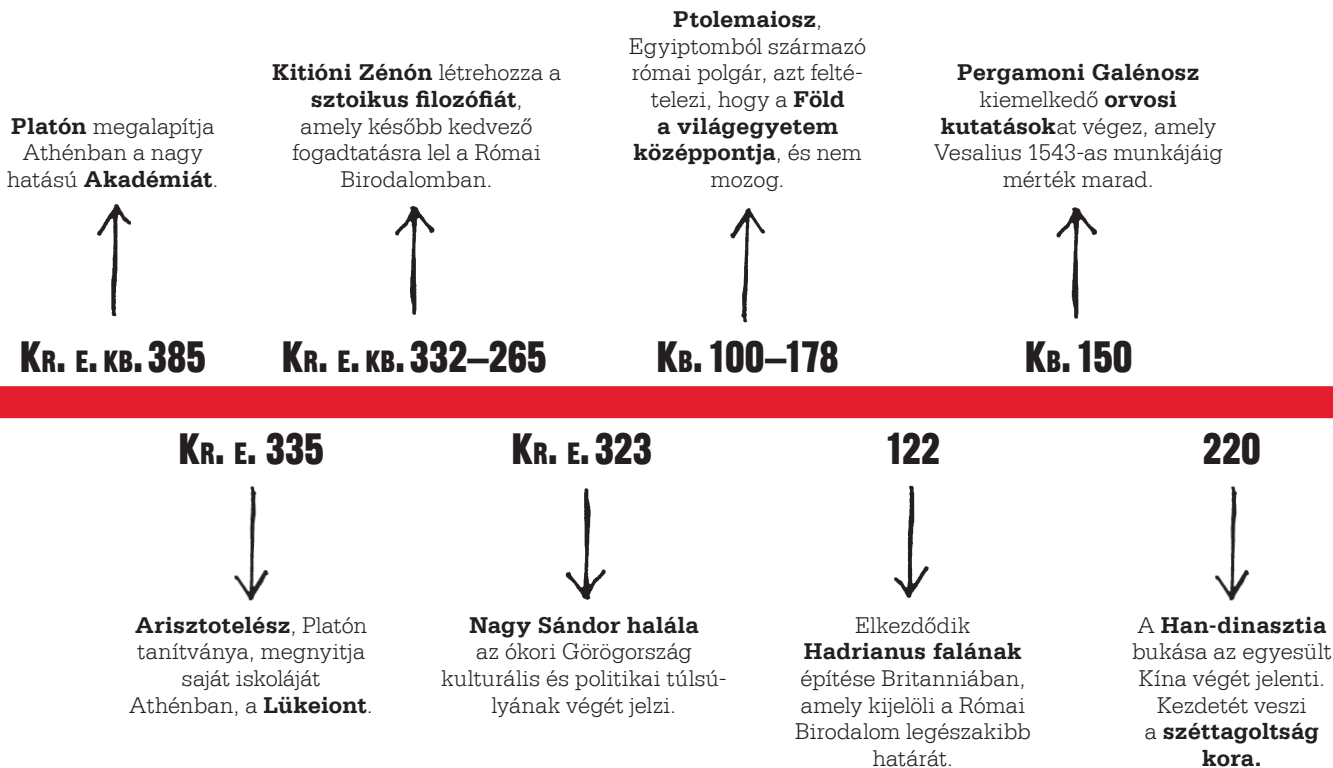 Platón megalapítja
Athénban a nagy
hatású Akadémiát.
Kitióni Zénón létrehozza a
sztoikus filozófiát,
amely később kedvező
fogadtatásra lel a Római
Birodalomban.
Ptolemaiosz,
Egyiptomból származó
római polgár, azt felté-
telezi, hogy a Föld
a világegyetem
középpontja, és nem
mozog.
Pergamoni Galénosz
kiemelkedő orvosi
kutatásokat végez, amely
Vesalius 1543-as munkájáig
mérték marad.
KR. E. KB. 385
KR. E. KB. 332–265
KB. 100–178
KB. 150
KR. E. 335
KR. E. 323
122
220
Arisztotelész, Platón
tanítványa, megnyitja
saját iskoláját
Athénban, a Lükeiont.
Nagy Sándor halála
az ókori Görögország
kulturális és politikai túlsú-
lyának végét jelzi.
Elkezdődik
Hadrianus falának
építése Britanniában,
amely kijelöli a Római
Birodalom legészakibb
határát.
A Han-dinasztia
bukása az egyesült
Kína végét jelenti.
Kezdetét veszi
a széttagoltság
kora.